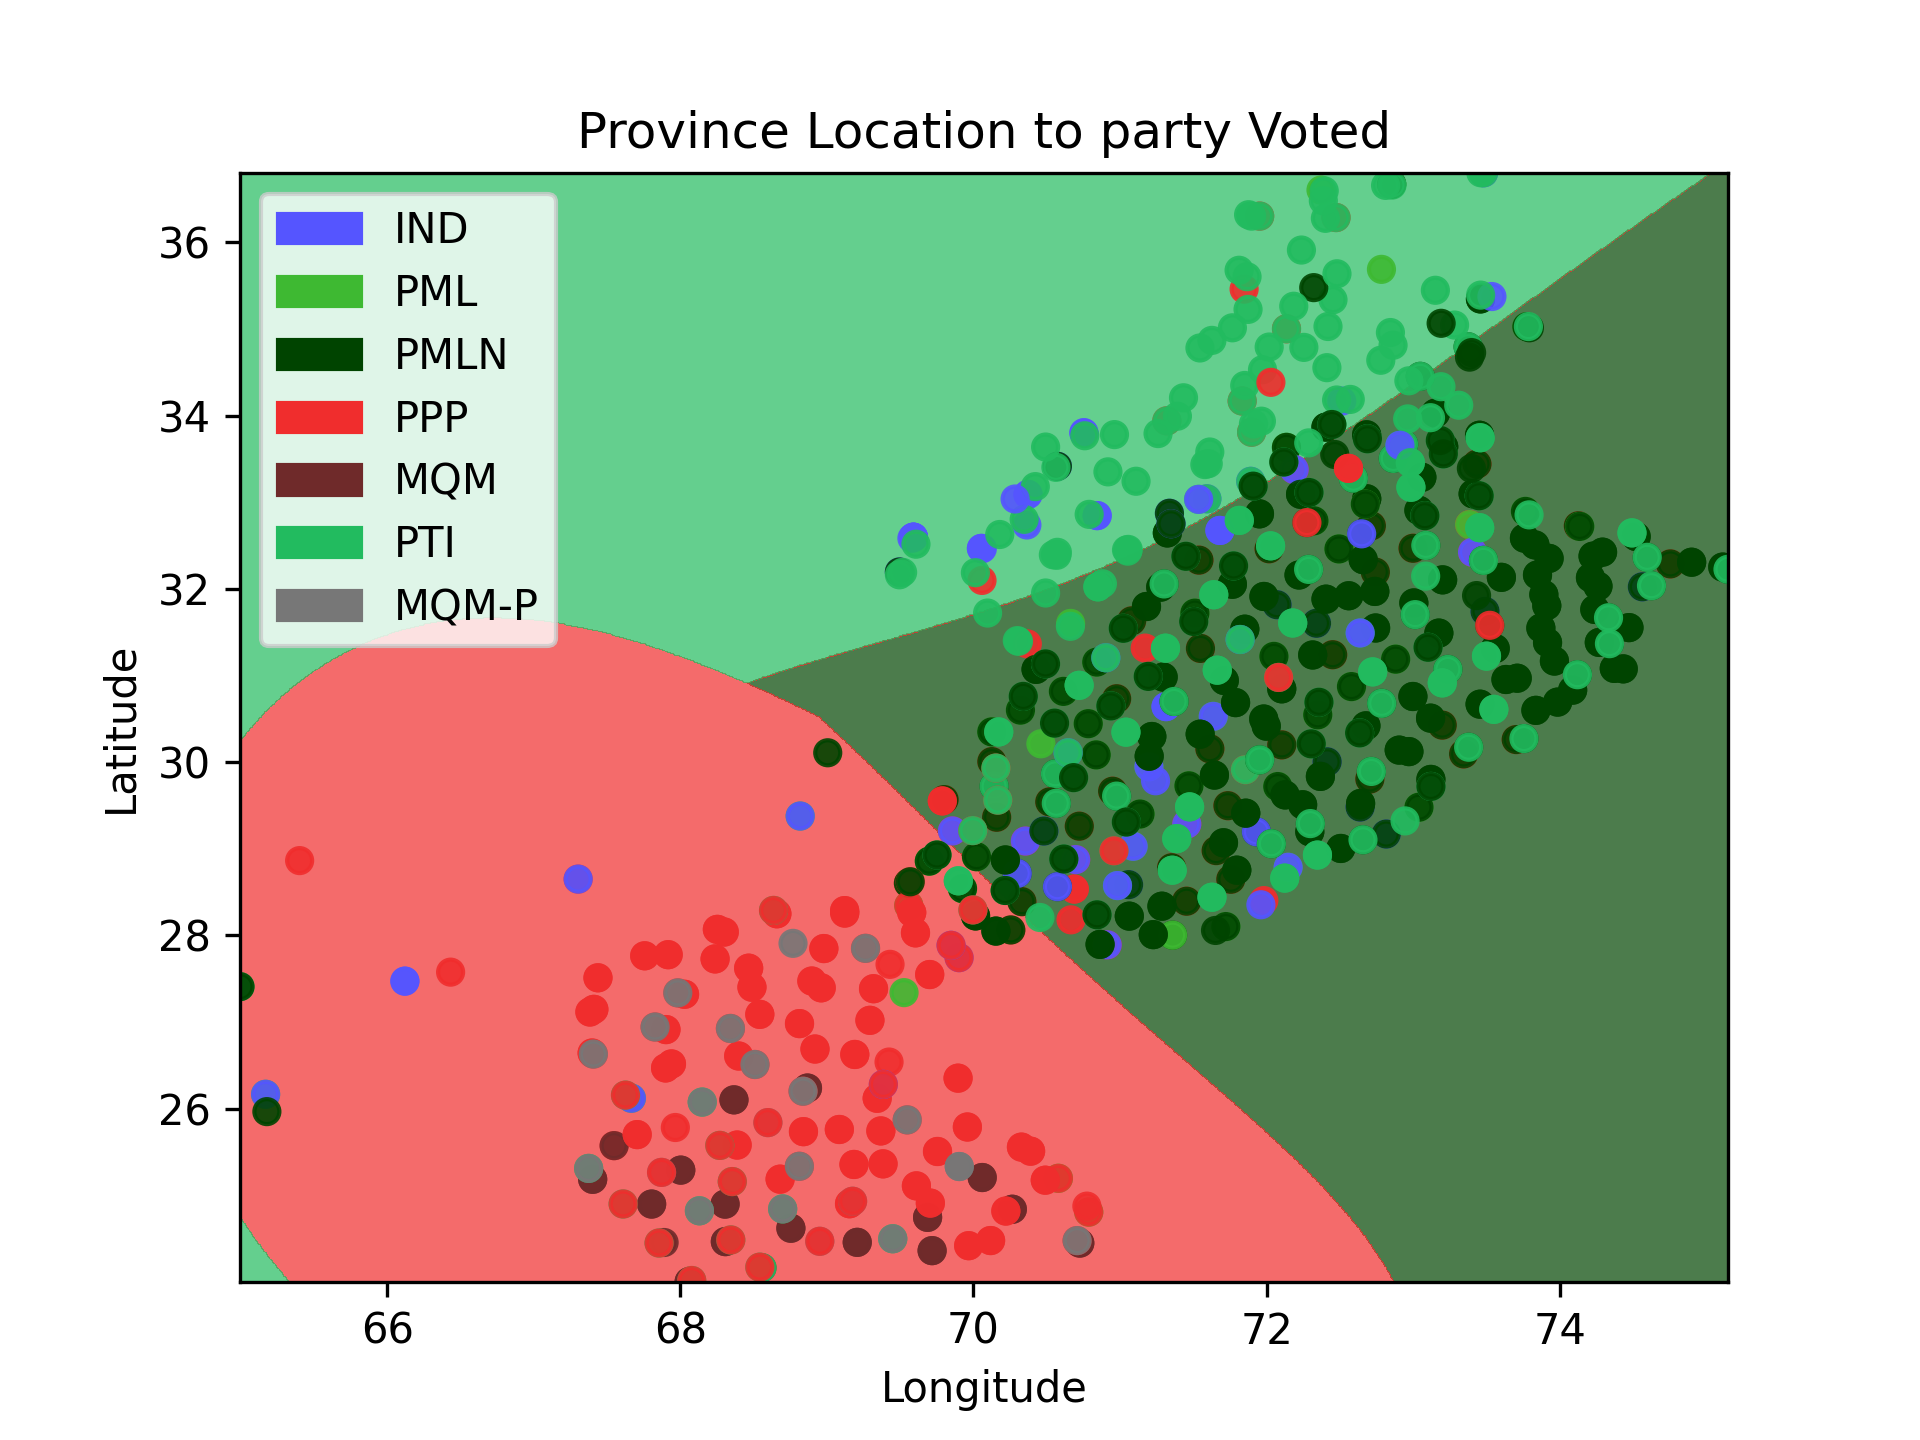 Province Location to party Voted
IND
PML
PMLN
PPP
MQM
PTI
MQM-P
36
34
32
30
28
26
Latitude
66 68 70 72 74
Longitude